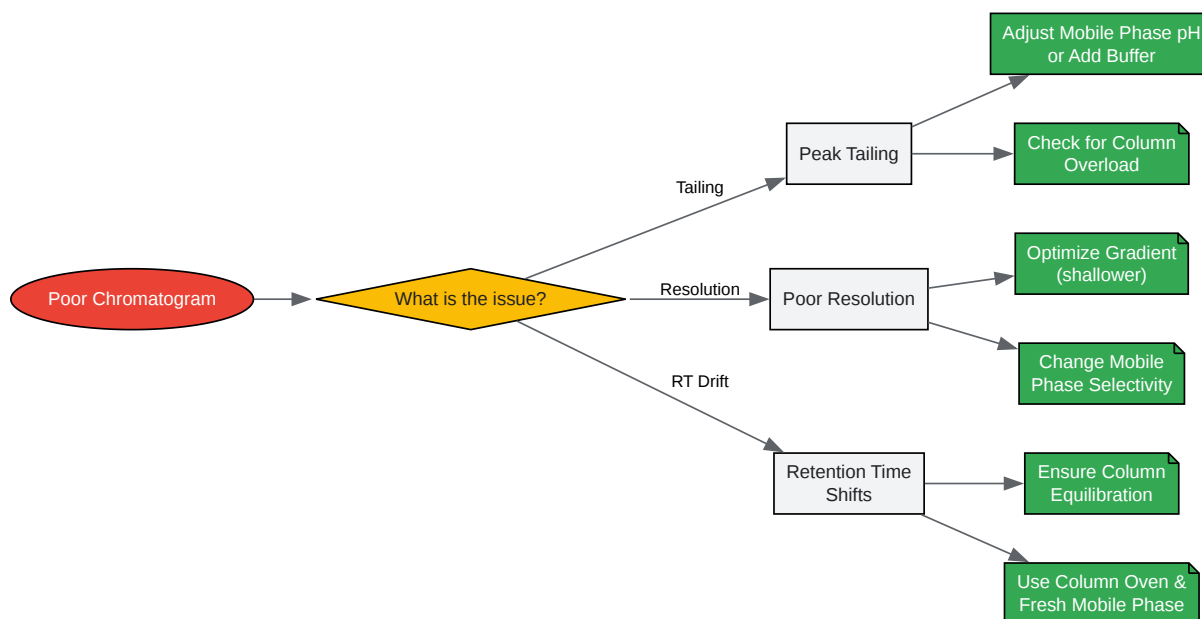 Poor Chromatogram
What is the issue?
Tailing
Resolution
RT Drift
Peak Tailing
Poor Resolution
Retention Time
Shifts
Adjust Mobile Phase pH
or Add Buffer
Check for Column
Overload
Optimize Gradient
(shallower)
Change Mobile
Phase Selectivity
Ensure Column
Equilibration
Use Column Oven &
Fresh Mobile Phase